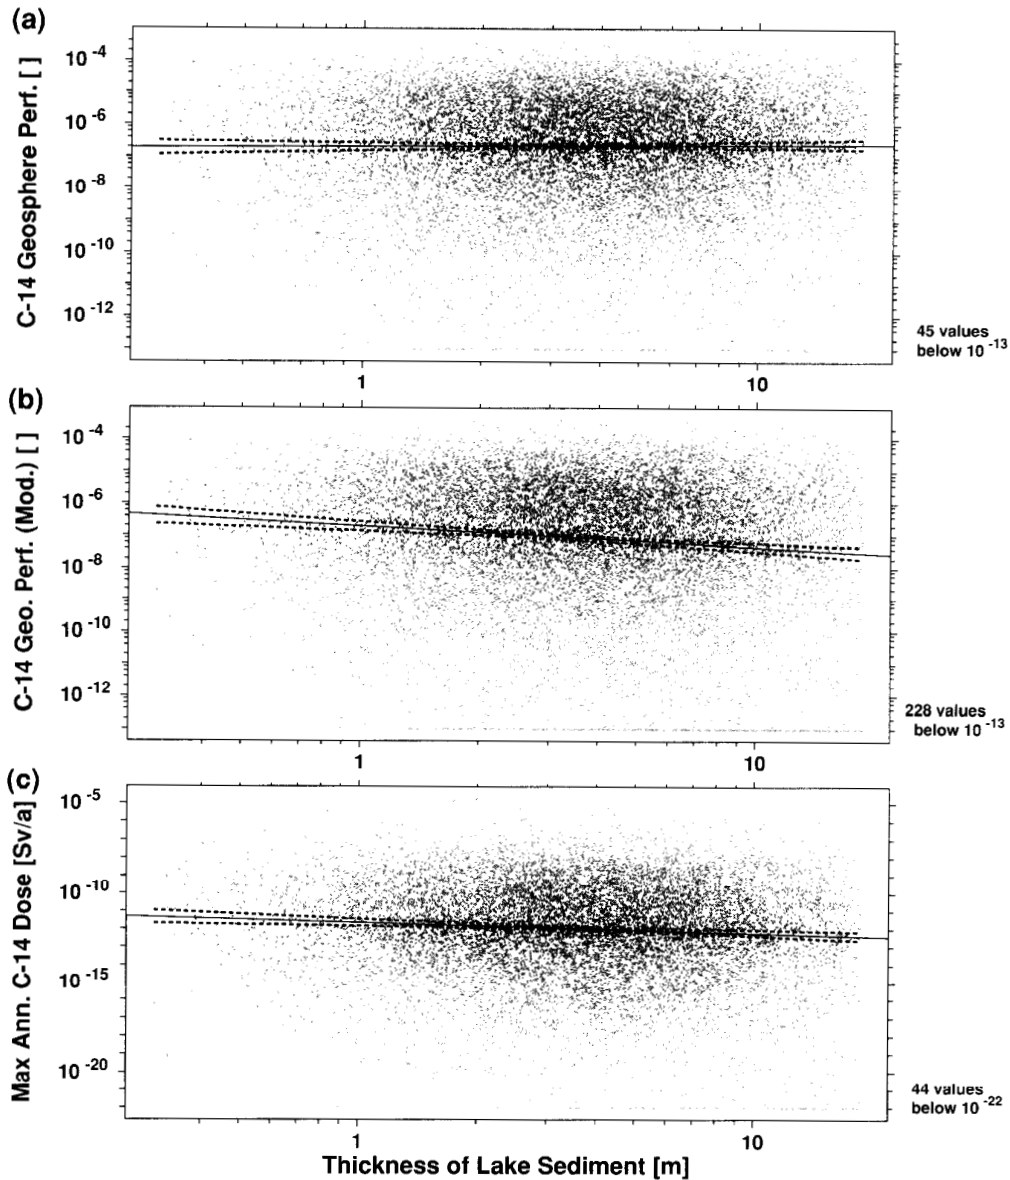 (a)
C-14 Geosphere Perf. [ ]
10 -4
10 -6
10 -8
10 -10
10 -12
1
10
45 values
below 10 -13
(b)
C-14 Geo. Perf. (Mod.) [ ]
10 -4
10 -6
10 -8
10 -10
10 -12
1
10
228 values
below 10 -13
(c)
Max Ann. C-14 Dose [Sv/a]
10 -5
10 -10
10 -15
10 -20
1
10
44 values
below 10 -22
Thickness of Lake Sediment [m]